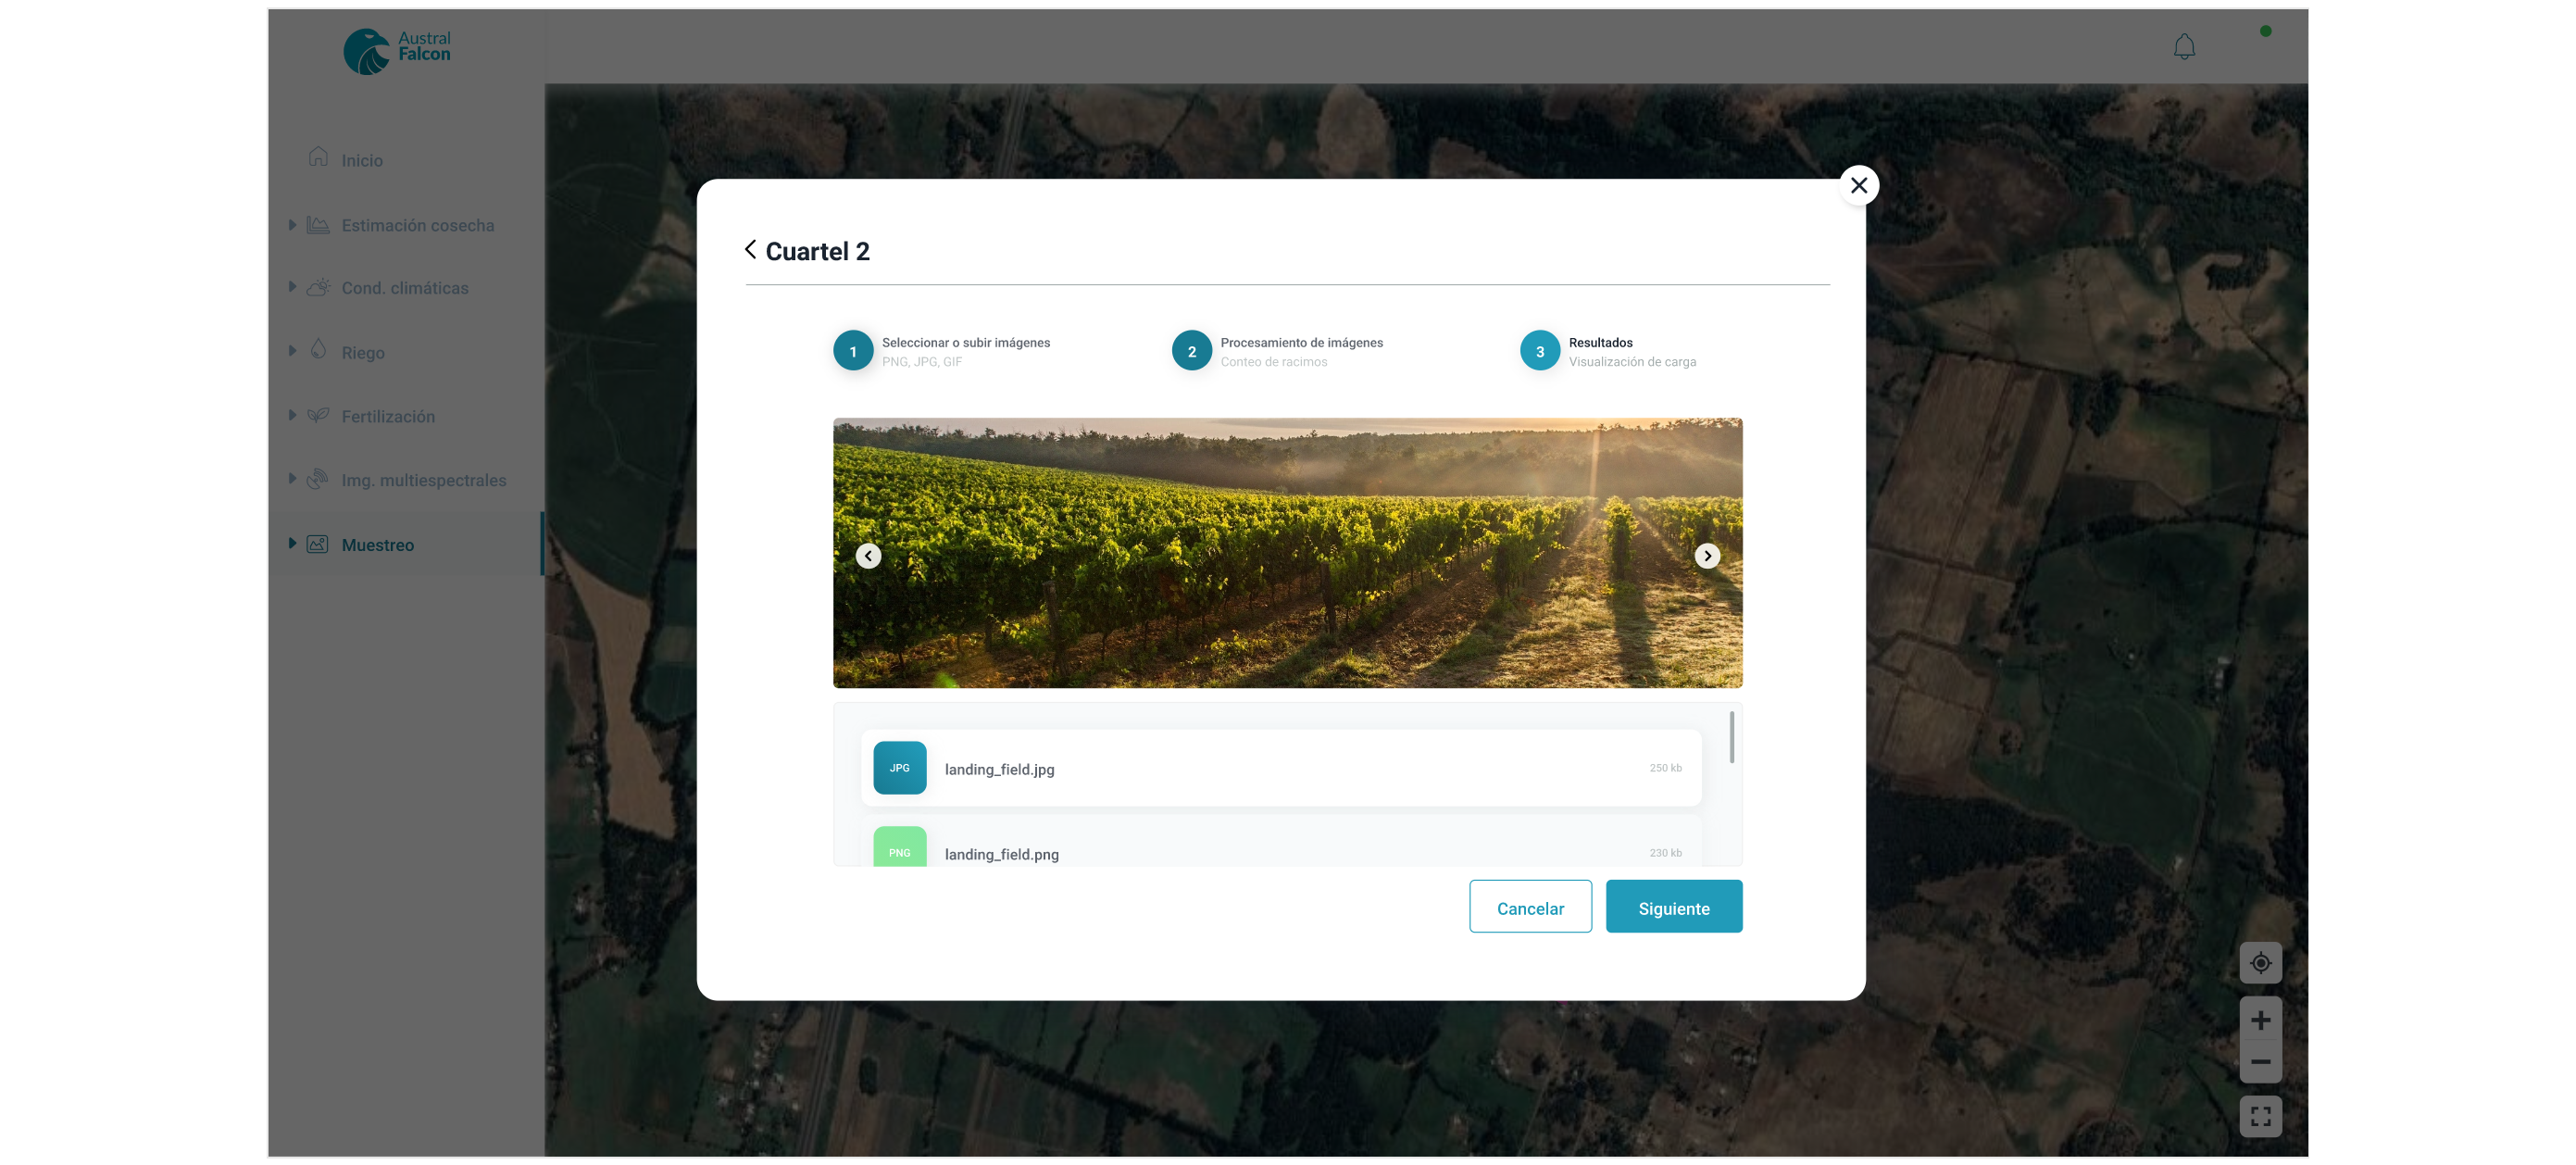 Austral
Falcon
Inicio
Estimación cosecha
Cond. climáticas
Riego
Fertilización
Img. multiespectrales
Muestreo
Cuartel 2
1
Seleccionar o subir imágenes
PNG, JPG, GIF
2
Procesamiento de imágenes
Conteo de racimos
3
Resultados
Visualización de carga
JPG
landing_field.jpg
250 kb
PNG
landing_field.png
230 kb
Cancelar
Siguiente